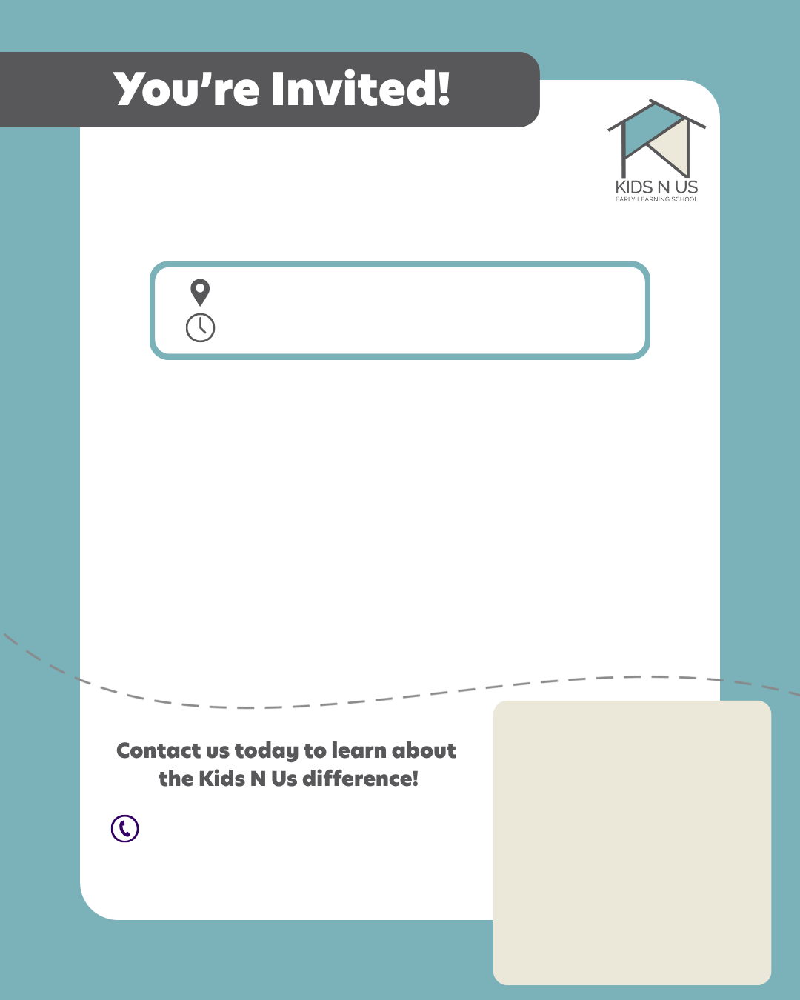 You're Invited!
KIDS N US
EARLY LEARNING SCHOOL
Contact us today to learn about
the Kids N Us difference!